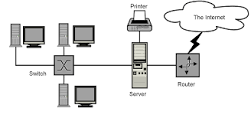 Printer
The Internet
Switch
Server
Router